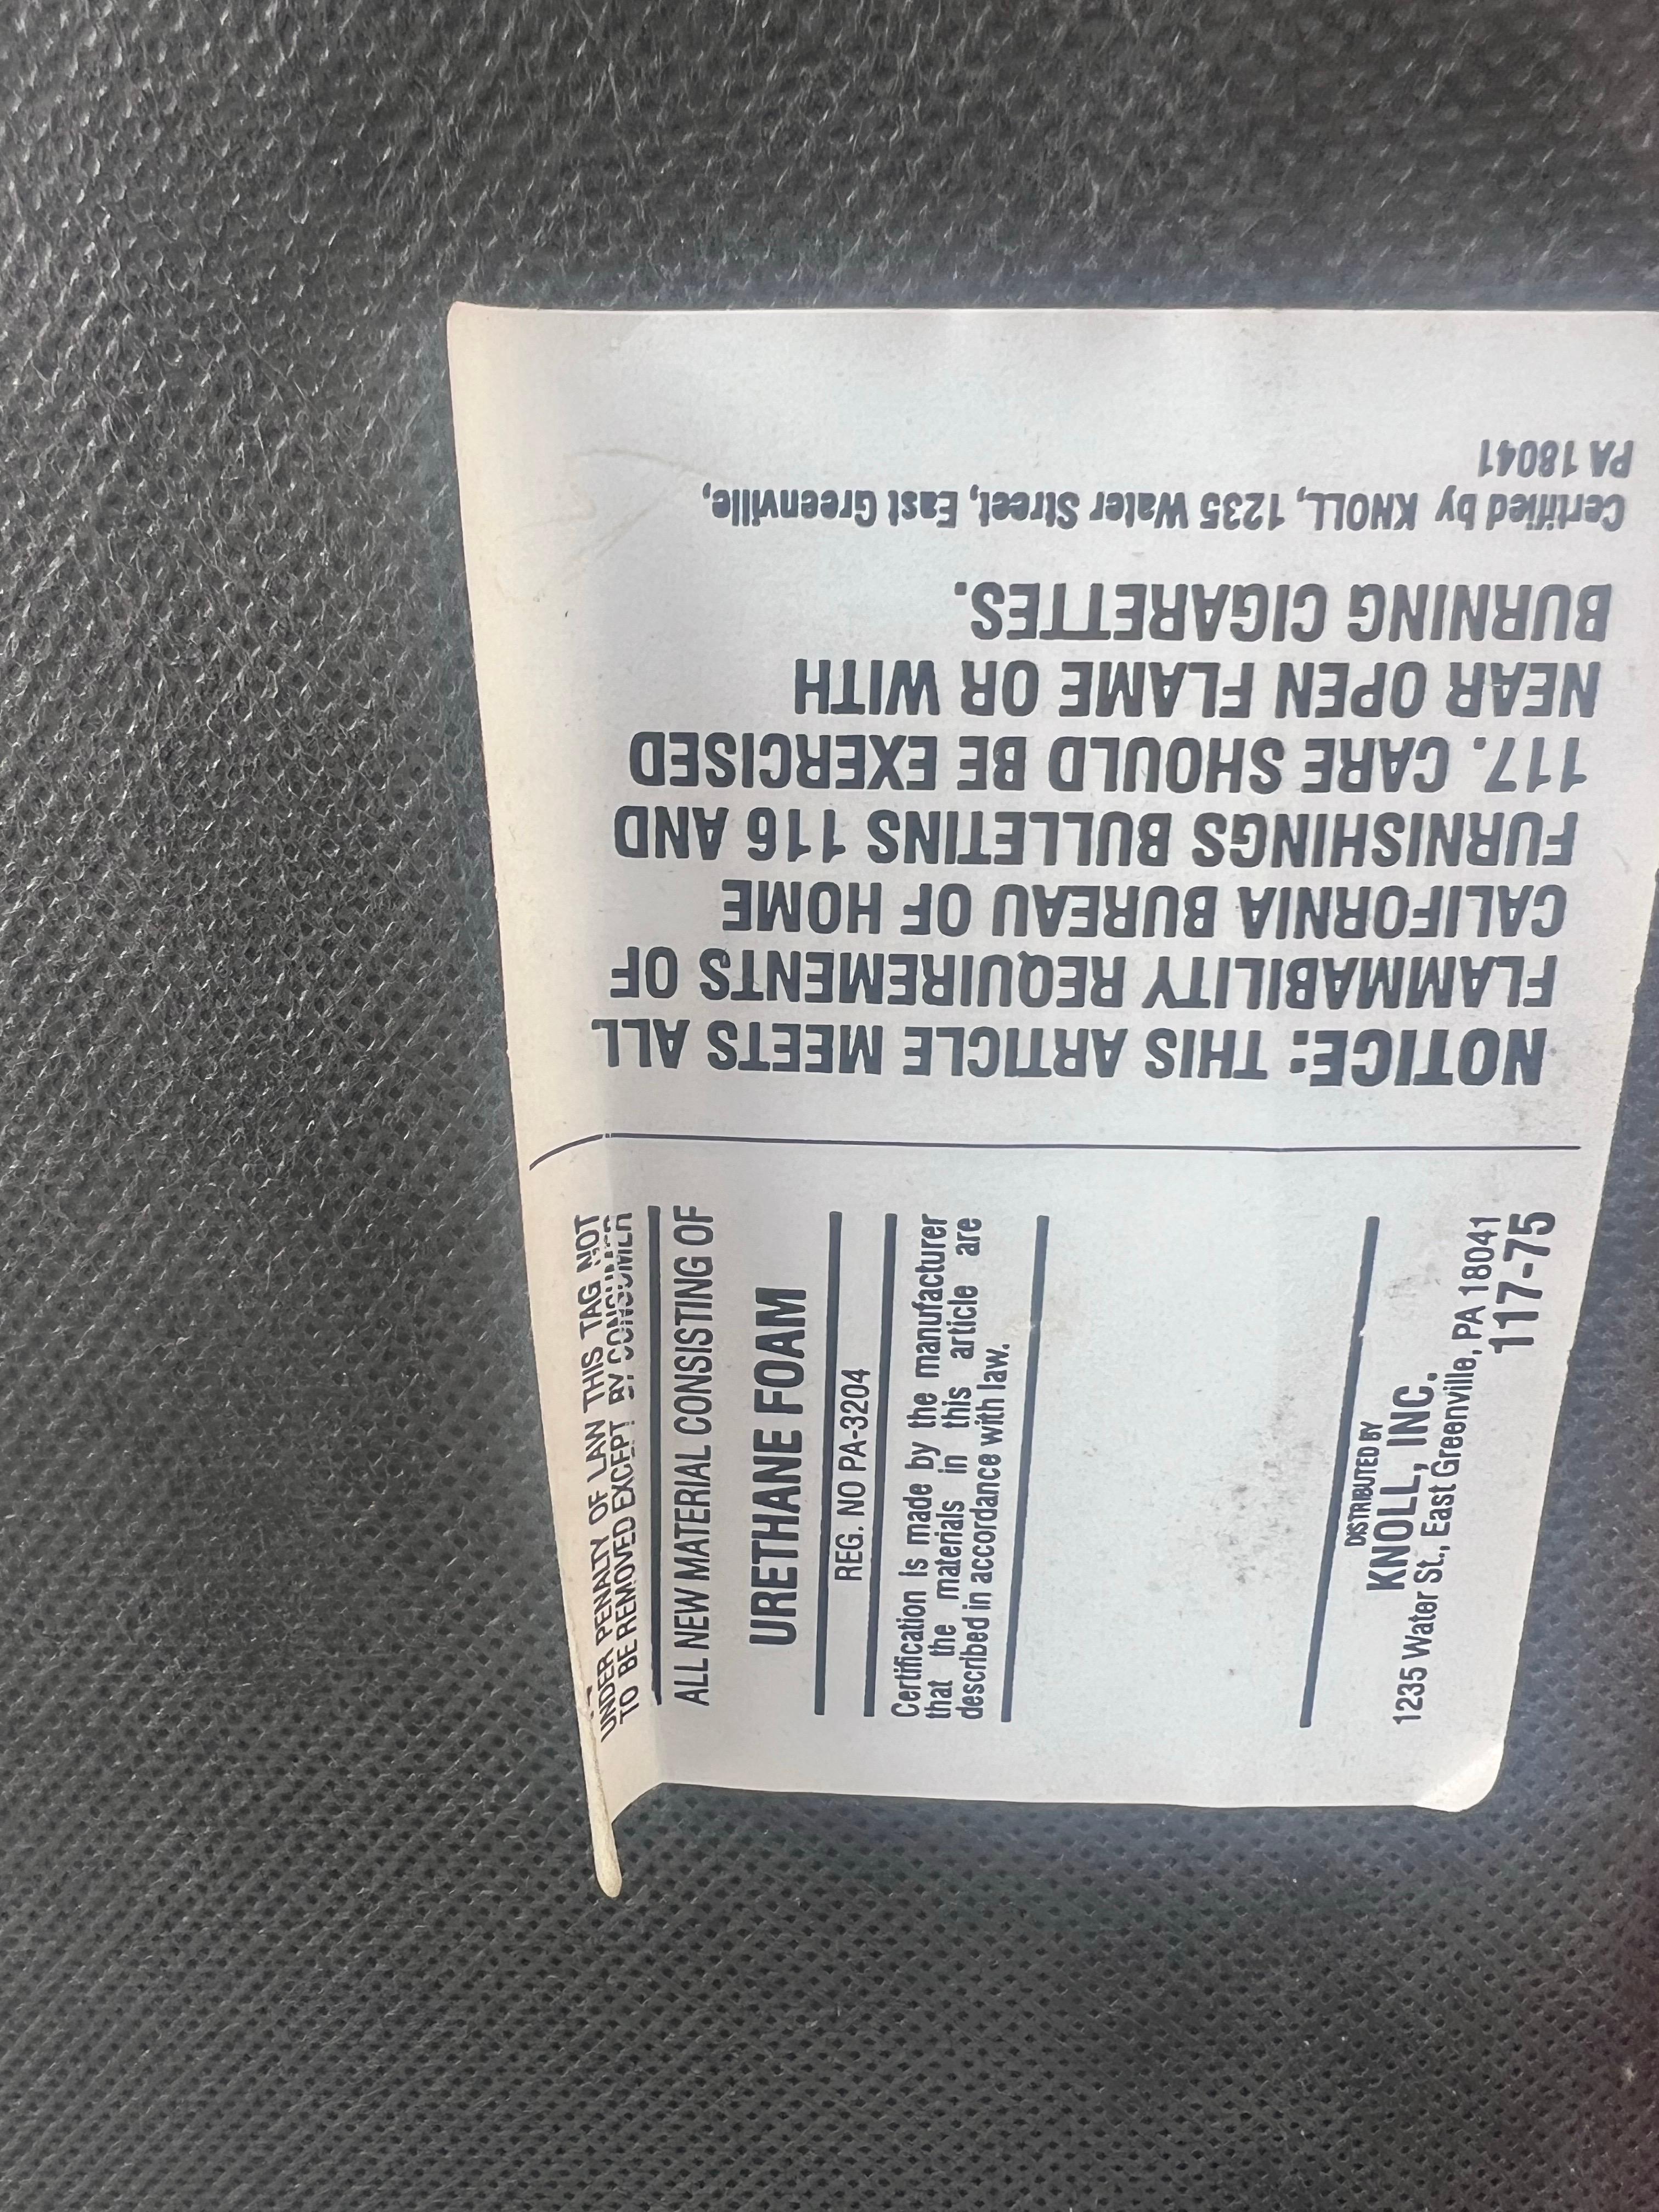 UNDER PENALTY OF LAW THIS TAG NOT
TO BE REMOVED EXCEPT BY CONSUMER
ALL NEW MATERIAL CONSISTING OF
URETHANE FOAM
REG. NO PA-3204
Certification is made by the manufacturer
that the materials in this article are
described in accordance with law.
DISTRIBUTED BY
KNOLL, INC.
1235 Water St., East Greenville, PA 18041
117-75
NOTICE: THIS ARTICLE MEETS ALL
FLAMMABILITY REQUIREMENTS OF
CALIFORNIA BUREAU OF HOME
FURNISHINGS BULLETINS 116 AND
117. CARE SHOULD BE EXERCISED
NEAR OPEN FLAME OR WITH
BURNING CIGARETTES.
Certified by KNOLL, 1235 Water Street, East Greenville,
PA 18041